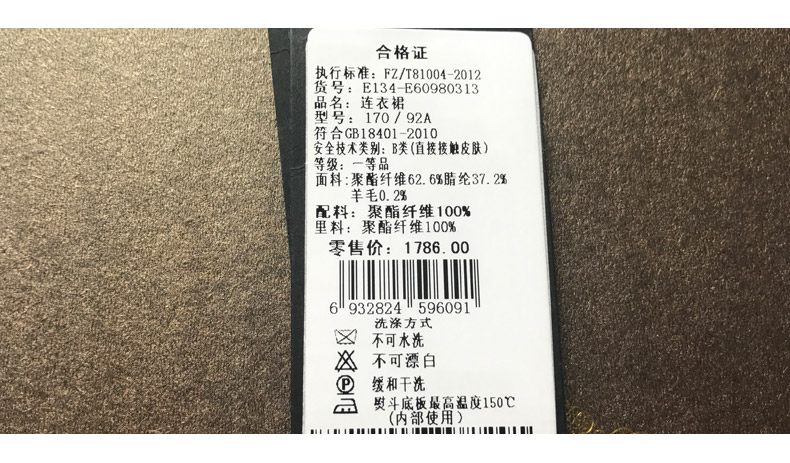 合格证
执行标准：FZ/T81004-2012
货号：E134-E60980313
品名：连衣裙
型号：170/92A
符合GB18401-2010
安全技术类别：B类(直接接触皮肤)
等级：一等品
面料：聚酯纤维62.6%腈纶37.2%
羊毛0.2%
配料：聚酯纤维100%
里料：聚酯纤维100%
零售价：1786.00
6 932824 596091
洗涤方式
不可水洗
不可漂白
P 缓和干洗
熨斗底板最高温度150℃
(内部使用)